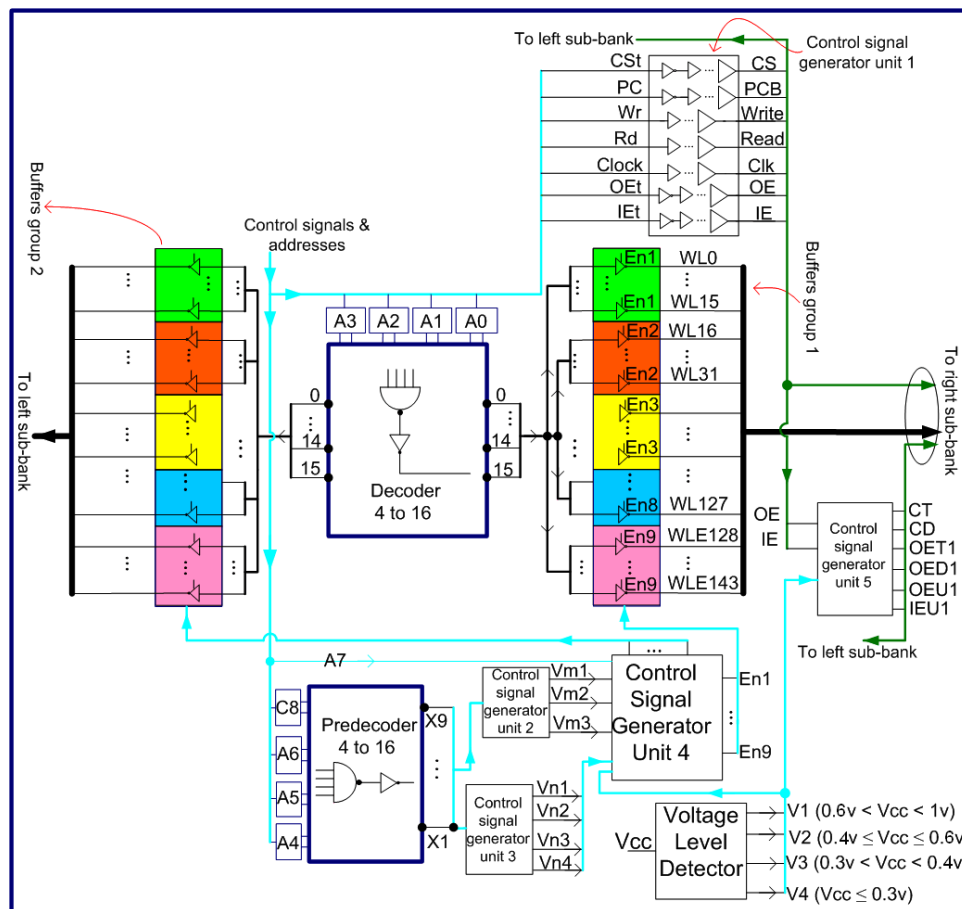 To left sub-bank
Control signal
generator unit 1
CSt
CS
PC
PCB
Wr
Write
Rd
Read
Clock
Clk
OEt
OE
IEt
IE
Buffers group 2
Control signals &
addresses
Buffers group 1
En1
WL0
En1
WL15
En2
WL16
En2
WL31
En3
En3
En8
WL127
En9
WLE128
En9
WLE143
A3
A2
A1
A0
0
14
15
0
14
15
Decoder
4 to 16
To left sub-bank
To right sub-bank
OE
IE
Control
signal
generator
unit 5
CT
CD
OET1
OED1
OEU1
IEU1
To left sub-bank
A7
C8
A6
A5
A4
Predecoder
4 to 16
X9
X1
Control
signal
generator
unit 2
Vm1
Vm2
Vm3
Control
Signal
Generator
Unit 4
En1
En9
Control
signal
generator
unit 3
Vn1
Vn2
Vn3
Vn4
Vcc
Voltage
Level
Detector
V1 (0.6v < Vcc < 1v)
V2 (0.4v ≤ Vcc ≤ 0.6v)
V3 (0.3v < Vcc < 0.4v)
V4 (Vcc ≤ 0.3v)